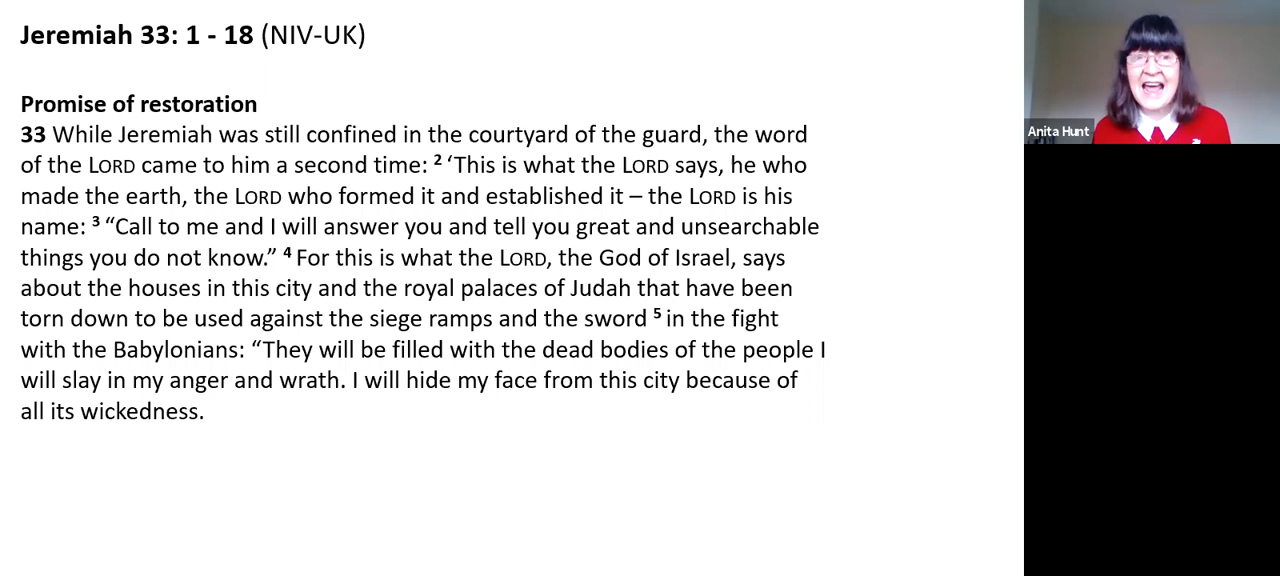 Jeremiah 33: 1 - 18 (NIV-UK)
Promise of restoration
33 While Jeremiah was still confined in the courtyard of the guard, the word
of the LORD came to him a second time: ² ‘This is what the LORD says, he who
made the earth, the LORD who formed it and established it – the LORD is his
name: ³ “Call to me and I will answer you and tell you great and unsearchable
things you do not know.” ⁴ For this is what the LORD, the God of Israel, says
about the houses in this city and the royal palaces of Judah that have been
torn down to be used against the siege ramps and the sword ⁵ in the fight
with the Babylonians: “They will be filled with the dead bodies of the people I
will slay in my anger and wrath. I will hide my face from this city because of
all its wickedness.
Anita Hunt